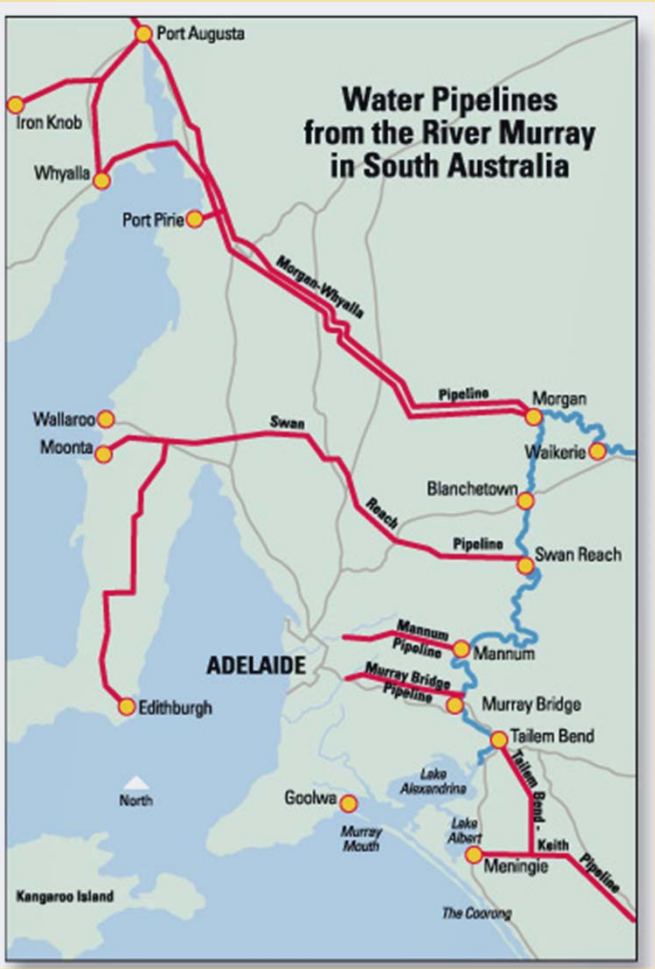 Port Augusta
Water Pipelines
from the River Murray
in South Australia
Iron Knob
Whyalla
Port Pirie
Morgan-Whyalla
Pipeline
Morgan
Wallaroo
Swan
Moonta
Waikerie
Blanchetown
Reach
Pipeline
Swan Reach
Mannum
Pipeline
Mannum
ADELAIDE
Murray Bridge
Pipeline
Edithburgh
Murray Bridge
Tailem Bend
Tailem Bend-
Lake
Alexandrina
North
Goolwa
Lake
Albert
Murray
Mouth
Keith
Pipeline
Meningie
Kangaroo Island
The Coorong